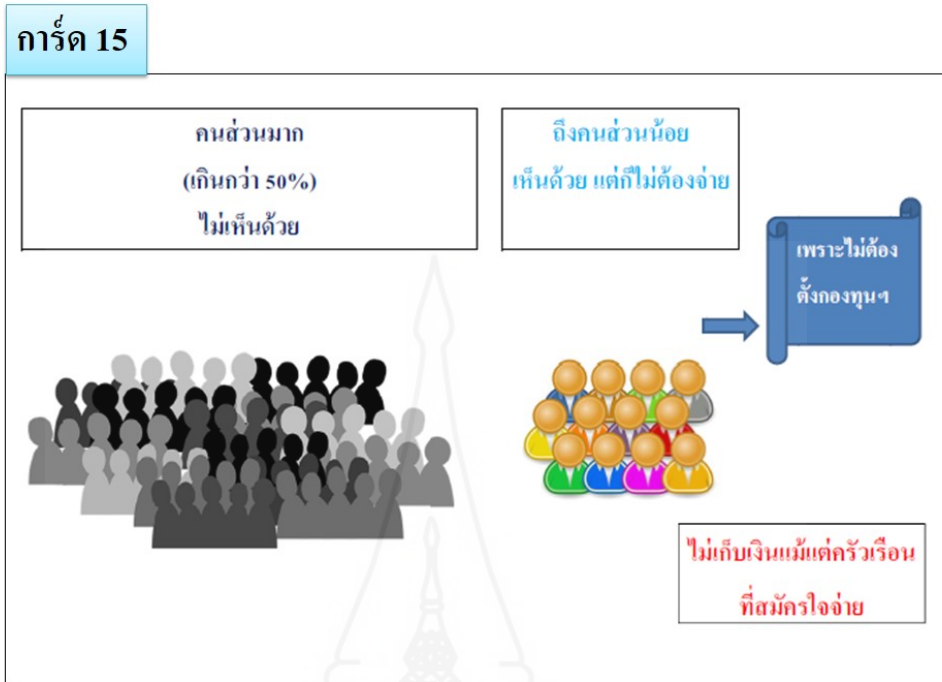 การ์ด 15
คนส่วนมาก
(เกินกว่า 50%)
ไม่เห็นด้วย
ถึงคนส่วนน้อย
เห็นด้วย แต่ก็ไม่ต้องจ่าย
เพราะไม่ต้อง
ตั้งกองทุนฯ
ไม่เก็บเงินแม้แต่ครัวเรือน
ที่สมัครใจจ่าย